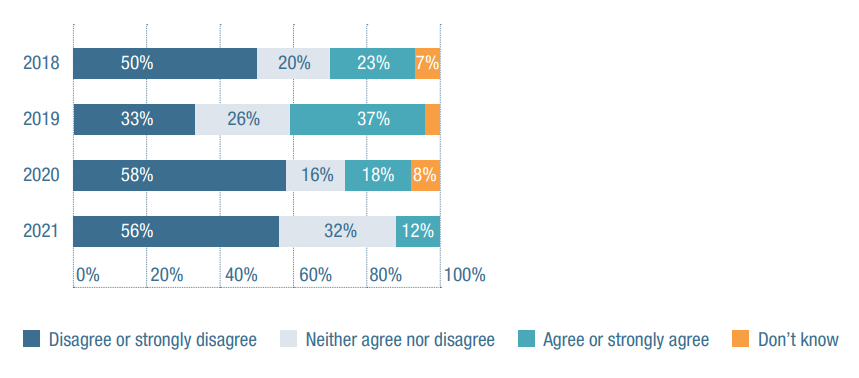 2018 50% 20% 23% 7%
2019 33% 26% 37%
2020 58% 16% 18% 8%
2021 56% 32% 12%
0% 20% 40% 60% 80% 100%
Disagree or strongly disagree Neither agree nor disagree Agree or strongly agree Don’t know